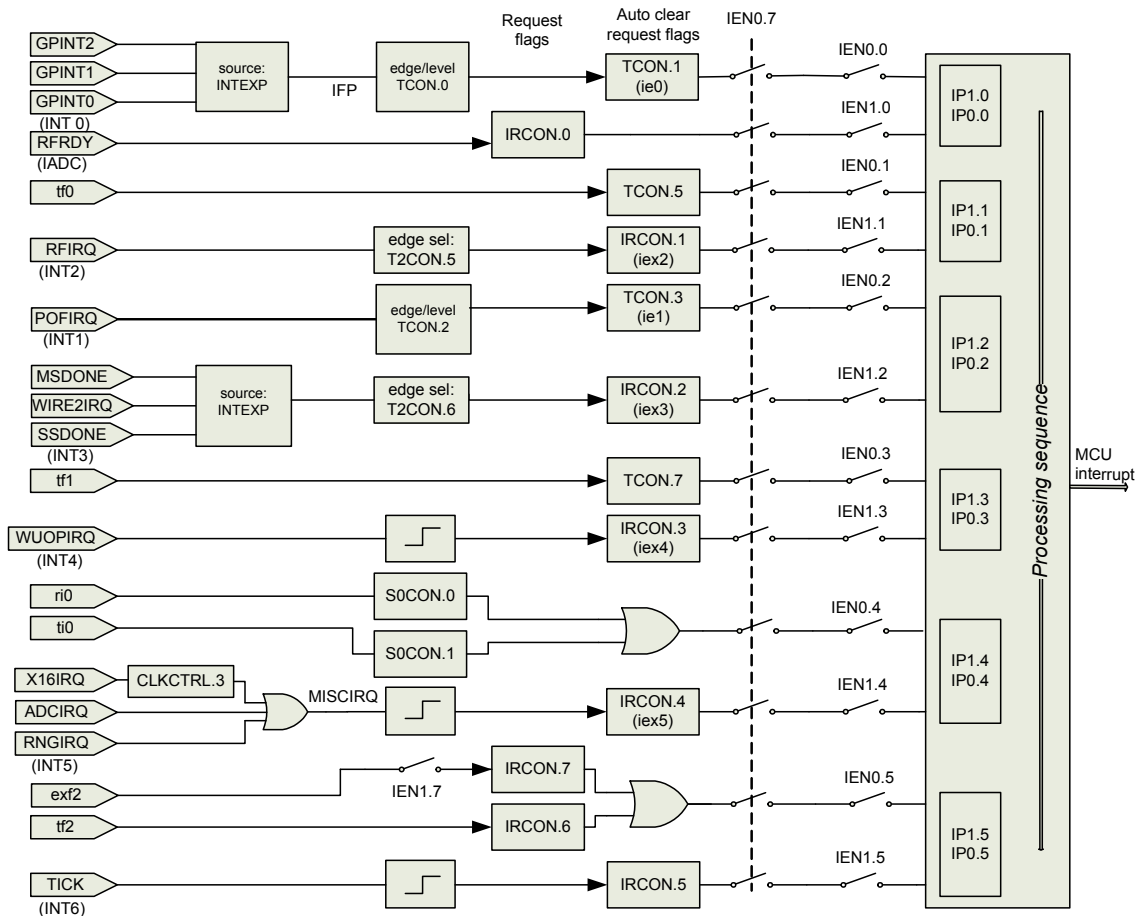 Request
flags
Auto clear
request flags
IEN0.7
GPINT2
GPINT1
GPINT0
(INT 0)
source:
INTEXP
IFP
edge/level
TCON.0
TCON.1
(ie0)
IEN0.0
IP1.0
IP0.0
RFRDY
(IADC)
IRCON.0
IEN1.0
tf0
TCON.5
IEN0.1
IP1.1
IP0.1
RFIRQ
(INT2)
edge sel:
T2CON.5
IRCON.1
(iex2)
IEN1.1
POFIRQ
(INT1)
edge/level
TCON.2
TCON.3
(ie1)
IEN0.2
IP1.2
IP0.2
MSDONE
WIRE2IRQ
SSDONE
(INT3)
source:
INTEXP
edge sel:
T2CON.6
IRCON.2
(iex3)
IEN1.2
tf1
TCON.7
IEN0.3
IP1.3
IP0.3
Processing sequence
MCU
interrupt
WUOPIRQ
(INT4)
IRCON.3
(iex4)
IEN1.3
ri0
S0CON.0
ti0
S0CON.1
IEN0.4
IP1.4
IP0.4
X16IRQ
CLKCTRL.3
ADCIRQ
RNGIRQ
(INT5)
MISCIRQ
IRCON.4
(iex5)
IEN1.4
exf2
IEN1.7
IRCON.7
IEN0.5
tf2
IRCON.6
IP1.5
IP0.5
TICK
(INT6)
IRCON.5
IEN1.5